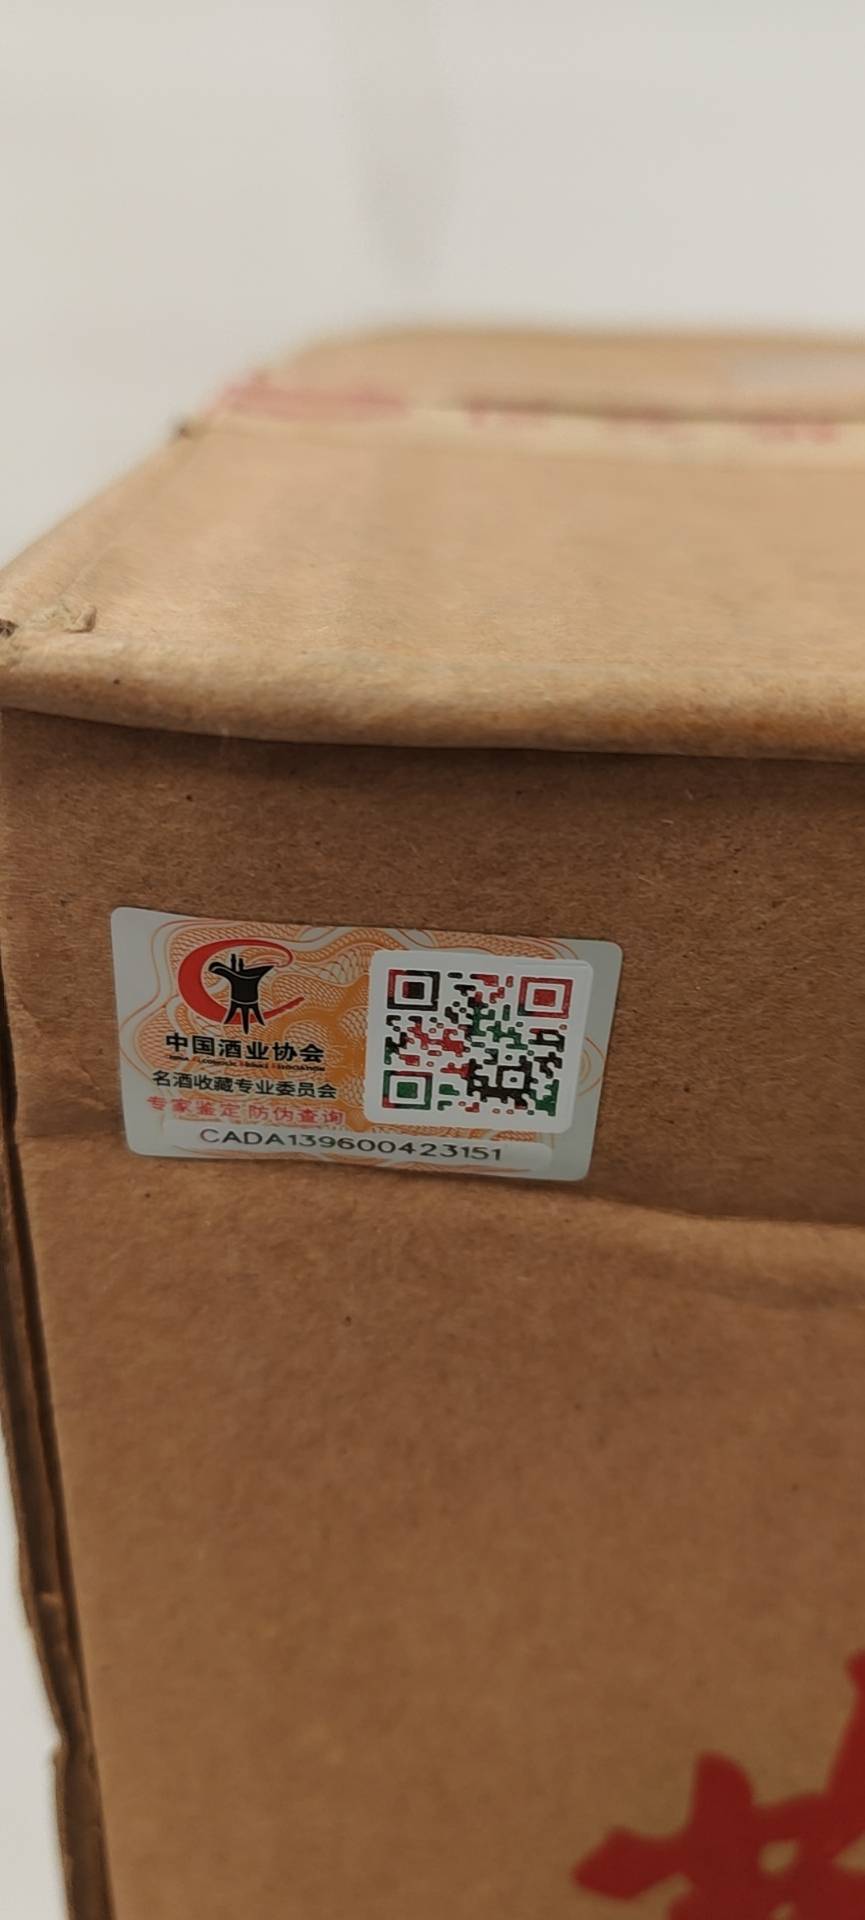 中国酒业协会
名酒收藏专业委员会
专家鉴定 防伪查询
CADA139600423151